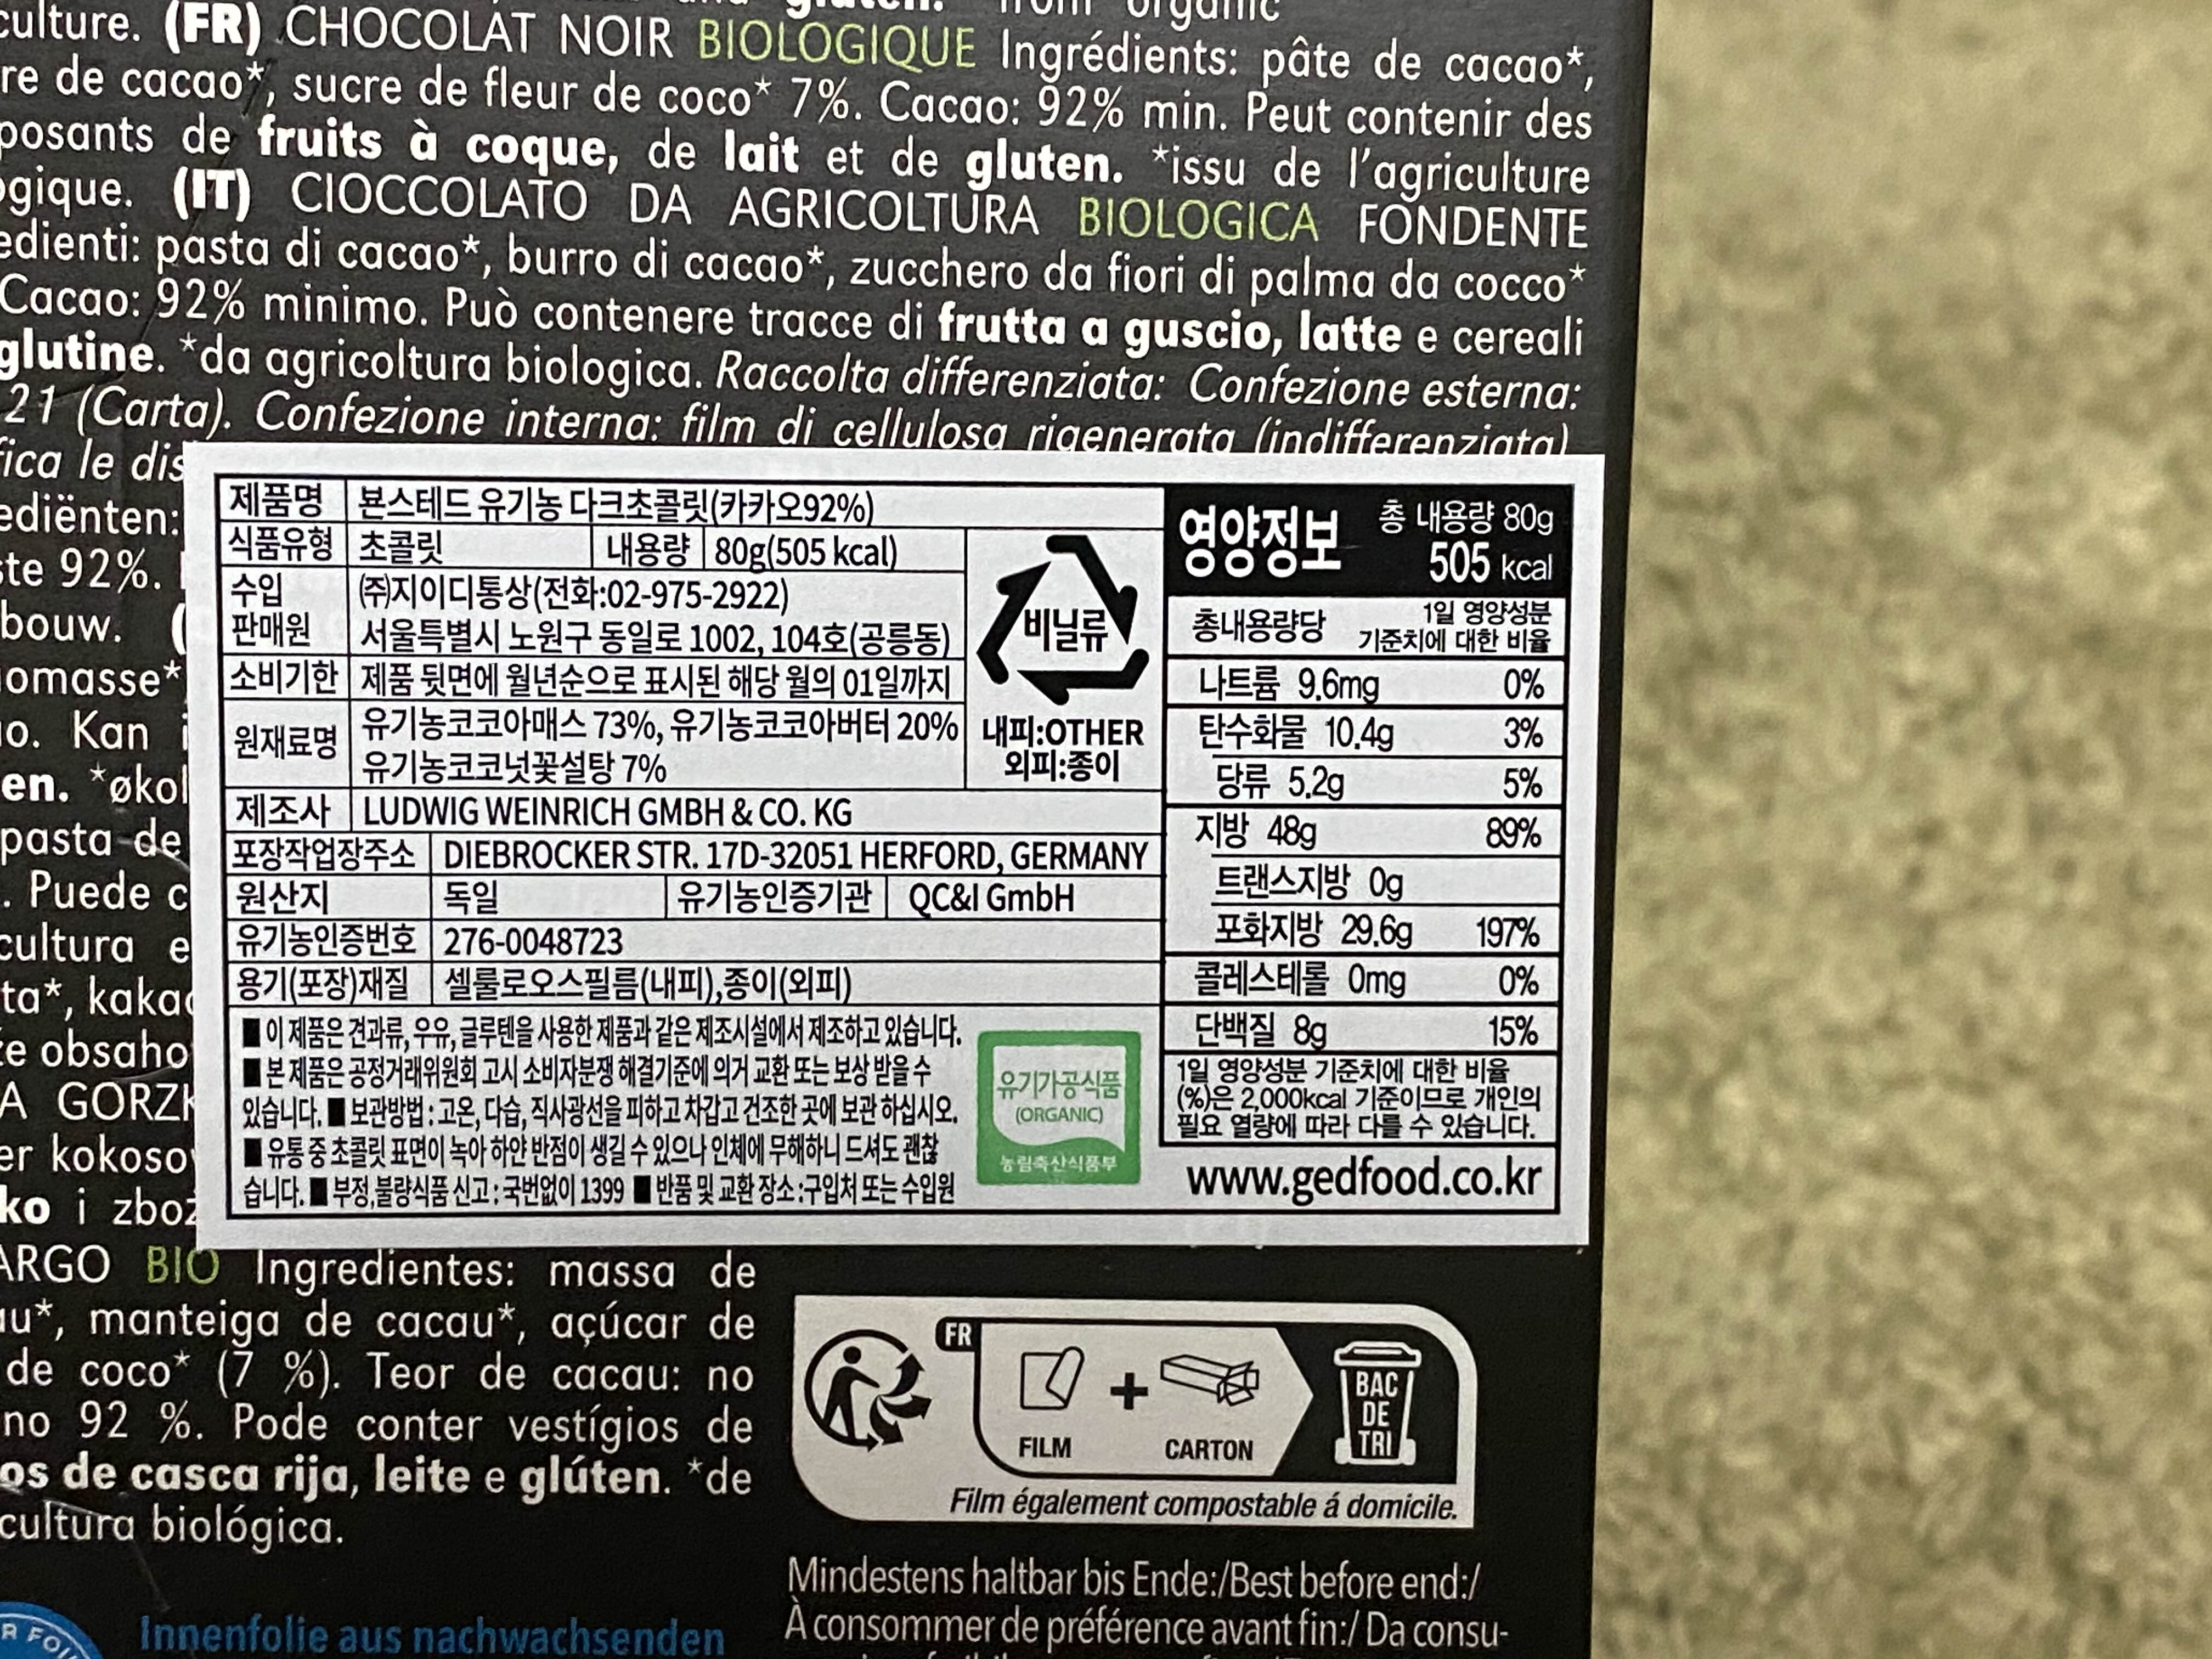 gluten. from organic
culture. (FR) CHOCOLAT NOIR BIOLOGIQUE Ingrédients: pâte de cacao*,
re de cacao*, sucre de fleur de coco* 7%. Cacao: 92% min. Peut contenir des
posants de fruits à coque, de lait et de gluten. *issu de l'agriculture
ogique. (IT) CIOCCOLATO DA AGRICOLTURA BIOLOGICA FONDENTE
edienti: pasta di cacao*, burro di cacao*, zucchero da fiori di palma da cocco*
Cacao: 92% minimo. Può contenere tracce di frutta a guscio, latte e cereali
glutine. *da agricoltura biologica. Raccolta differenziata: Confezione esterna:
21 (Carta). Confezione interna: film di cellulosa rigenerata (indifferenziata)
fica le dis
ediënten:
ste 92%.
bouw. (
omasse*
o. Kan i
en. *økol
pasta de
. Puede c
cultura e
ta*, kakao
że obsaho
A GORZK
er kokosow
ko i zboż
제품명 뵨스테드 유기농 다크초콜릿(카카오92%)
식품유형 초콜릿 내용량 80g(505 kcal)
수입 ㈜지이디통상(전화:02-975-2922)
판매원 서울특별시 노원구 동일로 1002, 104호(공릉동)
소비기한 제품 뒷면에 월년순으로 표시된 해당 월의 01일까지
원재료명 유기농코코아매스 73%, 유기농코코아버터 20%
유기농코코넛꽃설탕 7%
비닐류
내피:OTHER
외피:종이
제조사 LUDWIG WEINRICH GMBH & CO. KG
포장작업장주소 DIEBROCKER STR. 17D-32051 HERFORD, GERMANY
원산지 독일 유기농인증기관 QC&I GmbH
유기농인증번호 276-0048723
용기(포장)재질 셀룰로오스필름(내피),종이(외피)
■ 이 제품은 견과류, 우유, 글루텐을 사용한 제품과 같은 제조시설에서 제조하고 있습니다.
■ 본 제품은 공정거래위원회 고시 소비자분쟁 해결기준에 의거 교환 또는 보상 받을 수
있습니다. ■ 보관방법 : 고온, 다습, 직사광선을 피하고 차갑고 건조한 곳에 보관 하십시오.
■ 유통 중 초콜릿 표면이 녹아 하얀 반점이 생길 수 있으나 인체에 무해하니 드셔도 괜찮
습니다. ■ 부정,불량식품 신고 : 국번없이 1399 ■ 반품 및 교환 장소 :구입처 또는 수입원
유기가공식품
(ORGANIC)
농림축산식품부
영양정보 총 내용량 80g
505 kcal
총내용량당 1일 영양성분
기준치에 대한 비율
나트륨 9.6mg 0%
탄수화물 10.4g 3%
당류 5.2g 5%
지방 48g 89%
트랜스지방 0g
포화지방 29.6g 197%
콜레스테롤 0mg 0%
단백질 8g 15%
1일 영양성분 기준치에 대한 비율
(%)은 2,000kcal 기준이므로 개인의
필요 열량에 따라 다를 수 있습니다.
www.gedfood.co.kr
ARGO BIO Ingredientes: massa de
au*, manteiga de cacau*, açúcar de
de coco* (7 %). Teor de cacau: no
no 92 %. Pode conter vestígios de
os de casca rija, leite e glúten. *de
cultura biológica.
FR
FILM + CARTON
BAC
DE
TRI
Film également compostable á domicile.
Mindestens haltbar bis Ende:/Best before end:/
À consommer de préférence avant fin:/ Da consu-
Innenfolie aus nachwachsenden